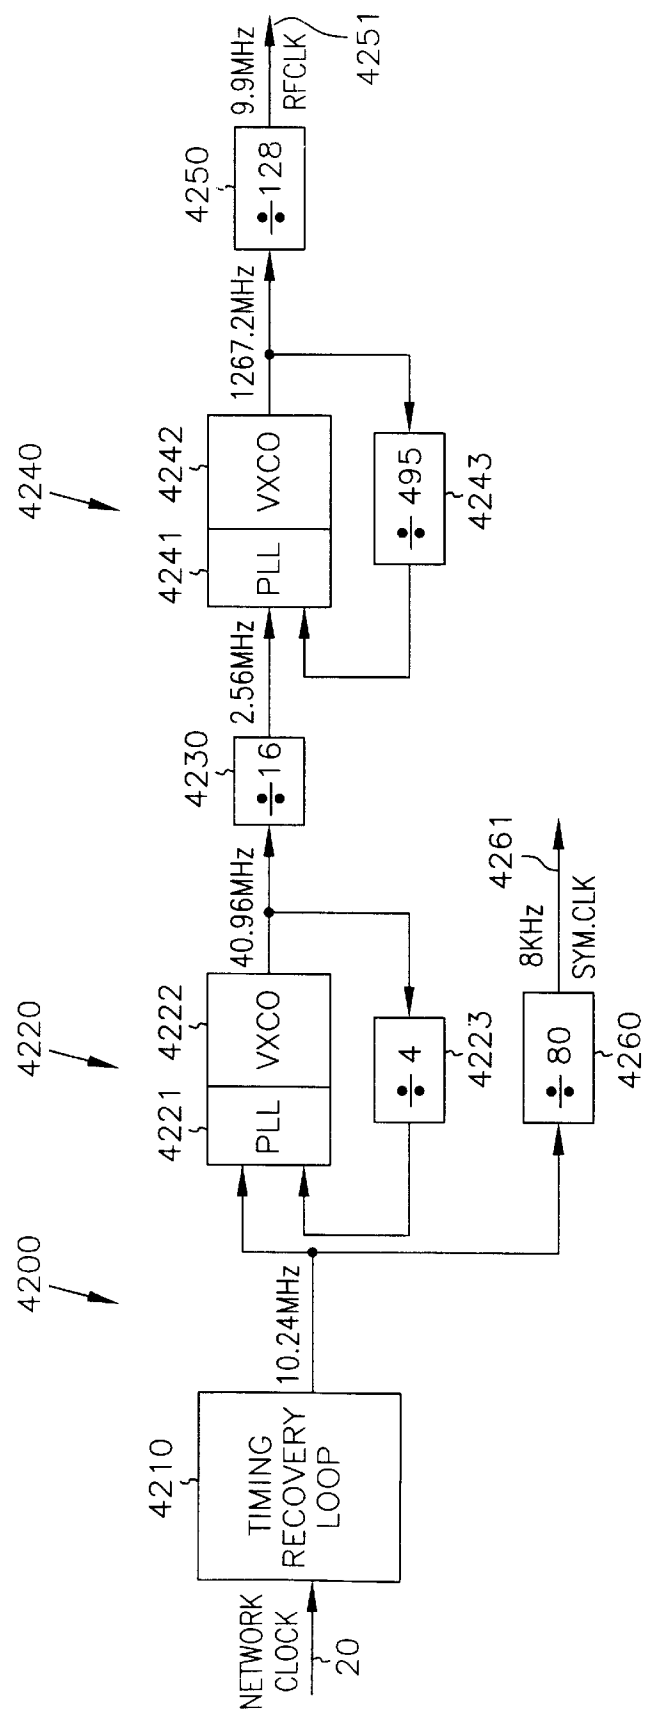 4200
NETWORK
CLOCK
20
4210
TIMING
RECOVERY
LOOP
10.24MHz
4220
4221
4222
PLL
VXCO
÷ 4
4223
40.96MHz
4230
÷ 16
2.56MHz
4240
4241
4242
PLL
VXCO
÷ 495
4243
1267.2MHz
4250
÷ 128
9.9MHz
RFCLK
4251
÷ 80
4260
8KHz
SYM.CLK
4261